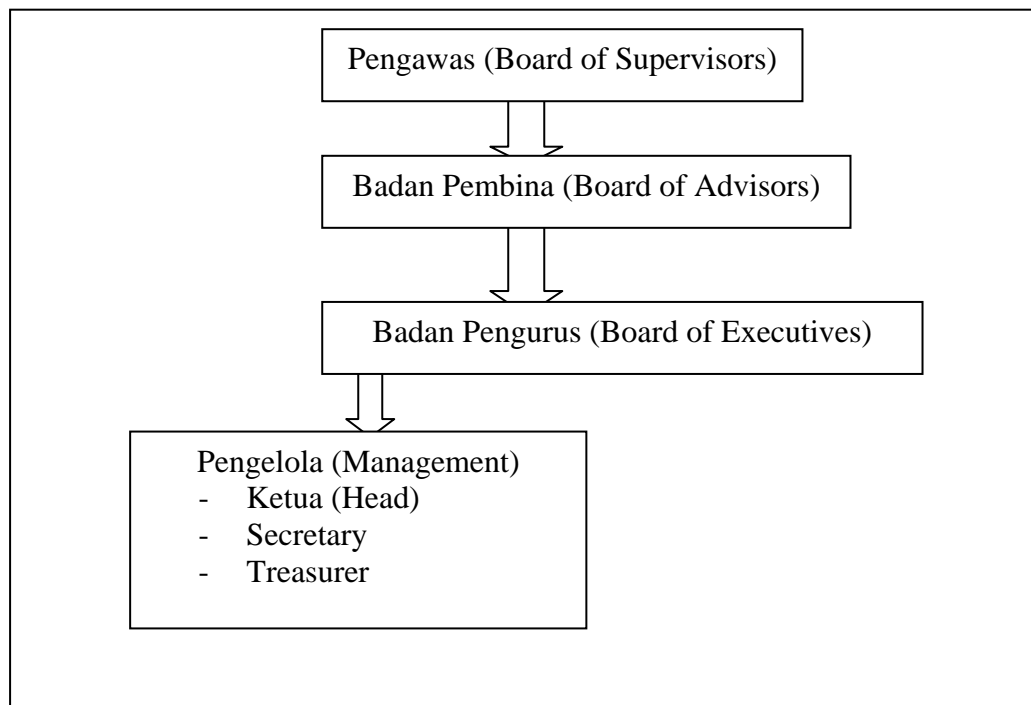 Pengawas (Board of Supervisors)
Badan Pembina (Board of Advisors)
Badan Pengurus (Board of Executives)
Pengelola (Management)
- Ketua (Head)
- Secretary
- Treasurer